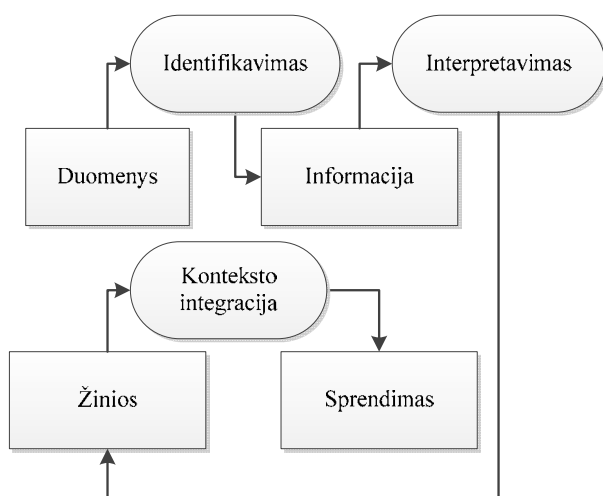 Identifikavimas
Interpretavimas
Duomenys
Informacija
Konteksto
integracija
Žinios
Sprendimas